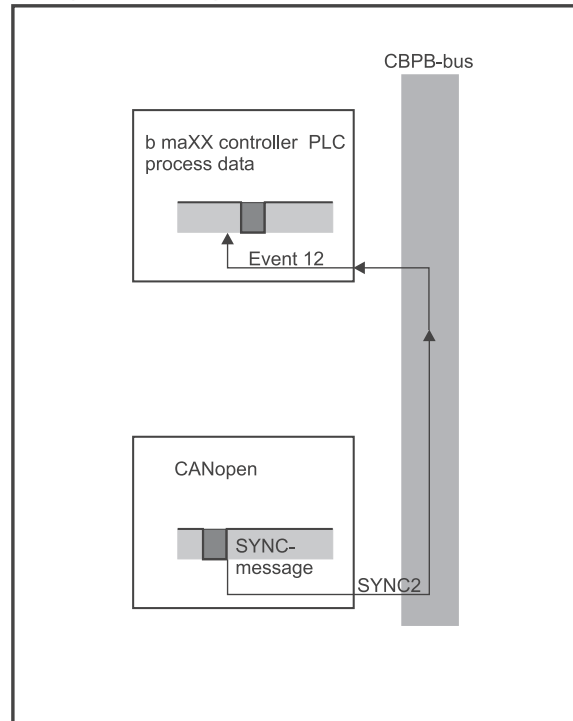 CBPB-bus
b maXX controller PLC
process data
Event 12
CANopen
SYNC-
message
SYNC2